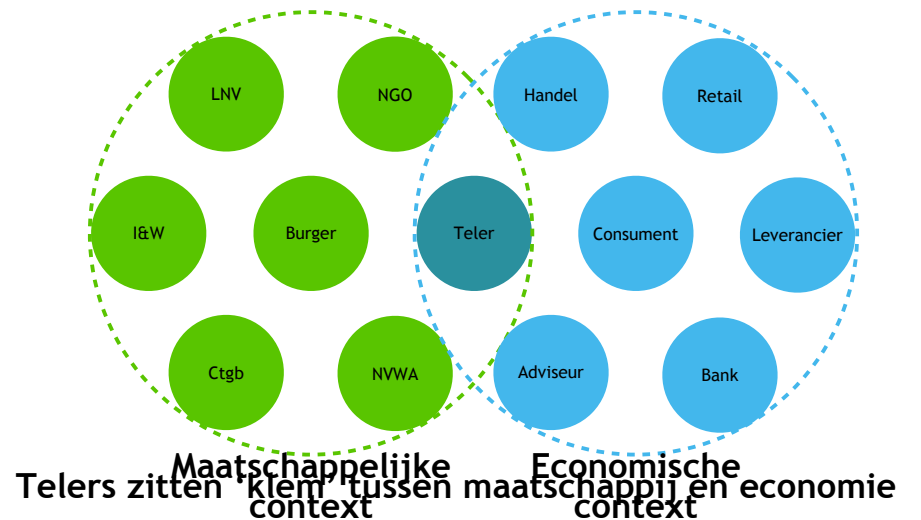 LNV
NGO
Handel
Retail
I&W
Burger
Teler
Consument
Leverancier
Ctgb
NVWA
Adviseur
Bank
Maatschappelijke
context
Economische
context
Telers zitten ‘klem’ tussen maatschappij en economie